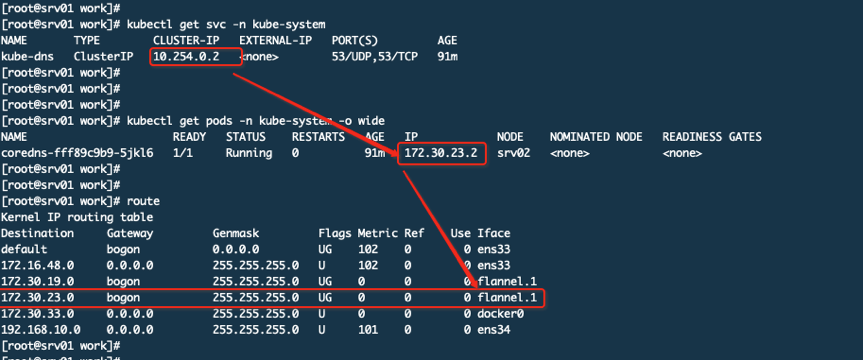 [root@srv01 work]#
[root@srv01 work]# kubectl get svc -n kube-system
NAME TYPE CLUSTER-IP EXTERNAL-IP PORT(S) AGE
kube-dns ClusterIP 10.254.0.2 <none> 53/UDP,53/TCP 91m
[root@srv01 work]#
[root@srv01 work]#
[root@srv01 work]#
[root@srv01 work]# kubectl get pods -n kube-system -o wide
NAME READY STATUS RESTARTS AGE IP NODE NOMINATED NODE READINESS GATES
coredns-fff89c9b9-5jkl6 1/1 Running 0 91m 172.30.23.2 srv02 <none> <none>
[root@srv01 work]#
[root@srv01 work]#
[root@srv01 work]# route
Kernel IP routing table
Destination Gateway Genmask Flags Metric Ref Use Iface
default bogon 0.0.0.0 UG 102 0 0 ens33
172.16.48.0 0.0.0.0 255.255.255.0 U 102 0 0 ens33
172.30.19.0 bogon 255.255.255.0 UG 0 0 0 flannel.1
172.30.23.0 bogon 255.255.255.0 UG 0 0 0 flannel.1
172.30.33.0 0.0.0.0 255.255.255.0 U 0 0 0 docker0
192.168.10.0 0.0.0.0 255.255.255.0 U 101 0 0 ens34
[root@srv01 work]#